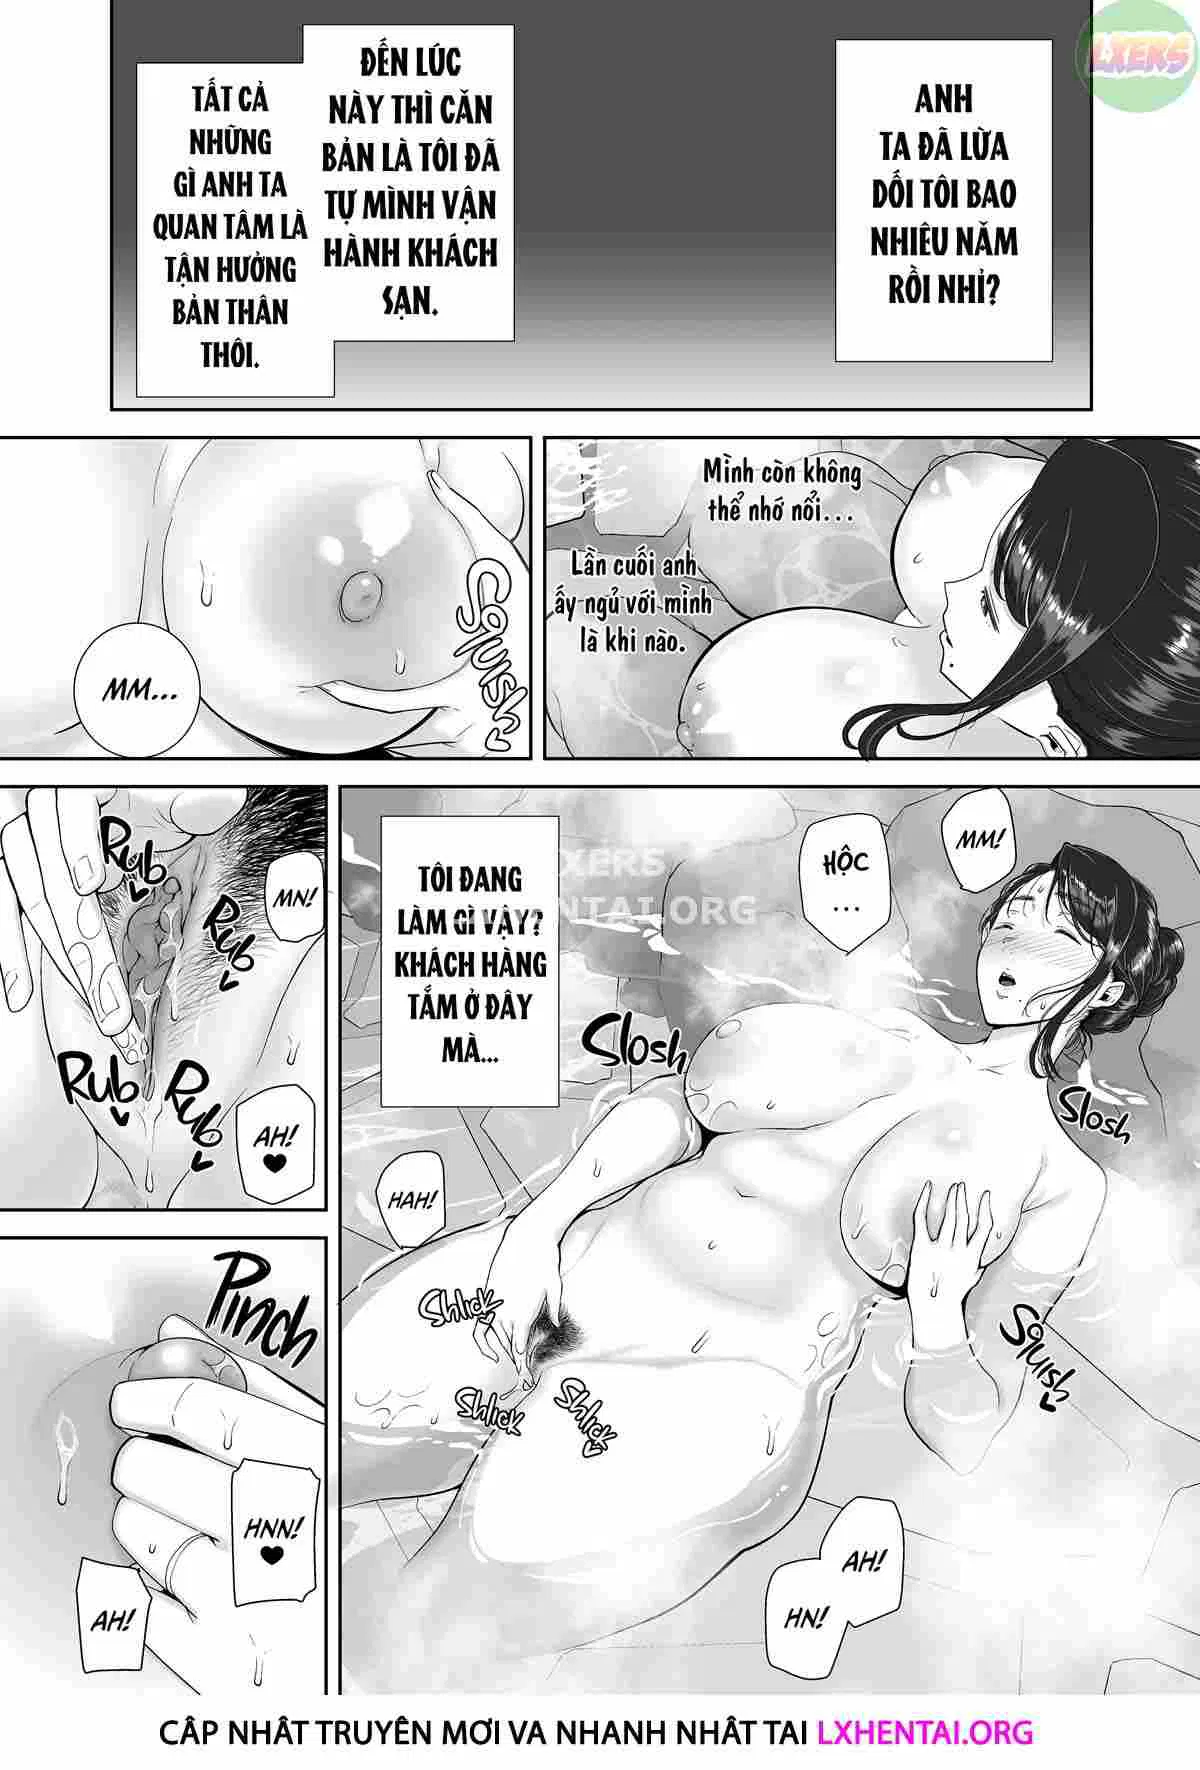 LXERS
ANH
TA ĐÃ LỪA
DỐI TÔI BAO
NHIÊU NĂM
RỒI NHỈ?
ĐẾN LÚC
NÀY THÌ CĂN
BẢN LÀ TÔI ĐÃ
TỰ MÌNH VẬN
HÀNH KHÁCH
SẠN.
TẤT CẢ
NHỮNG
GÌ ANH TA
QUAN TÂM LÀ
TẬN HƯỞNG
BẢN THÂN
THÔI.
Mình còn không
thể nhớ nổi...
Lần cuối anh
ấy ngủ với mình
là khi nào.
SQUISH
MM...
MM!
HỘC
...
TÔI ĐANG
LÀM GÌ VẬY?
KHÁCH HÀNG
TẮM Ở ĐÂY
MÀ...
LXERS
LXHENTAI.ORG
Slosh
Slosh
HAH!
Shlick
Shlick
Shlick
Squish
AH!
HN!
Rub
Rub
MN!
Rub
Rub
AH!
♥
Pinch
HNN!
♥
AH!
CẬP NHẬT TRUYỆN MỚI VÀ NHANH NHẤT TẠI LXHENTAI.ORG